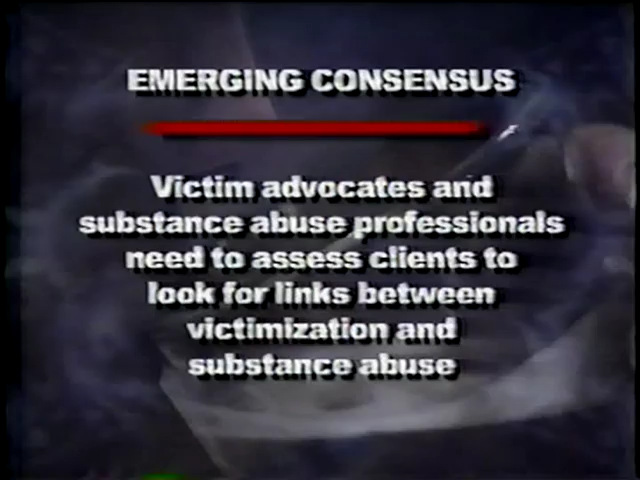 EMERGING CONSENSUS
Victim advocates and
substance abuse professionals
need to assess clients to
look for links between
victimization and
substance abuse